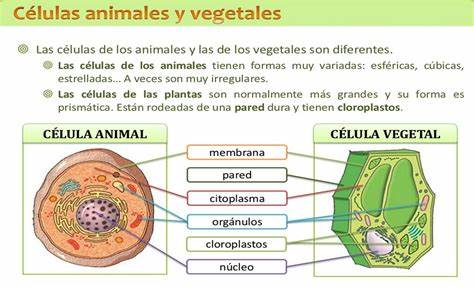 Células animales y vegetales
Las células de los animales y las de los vegetales son diferentes.
Las células de los animales tienen formas muy variadas: esféricas, cúbicas,
estrelladas... A veces son muy irregulares.
Las células de las plantas son normalmente más grandes y su forma es
prismática. Están rodeadas de una pared dura y tienen cloroplastos.
CÉLULA ANIMAL
CÉLULA VEGETAL
membrana
pared
citoplasma
orgánulos
cloroplastos
núcleo